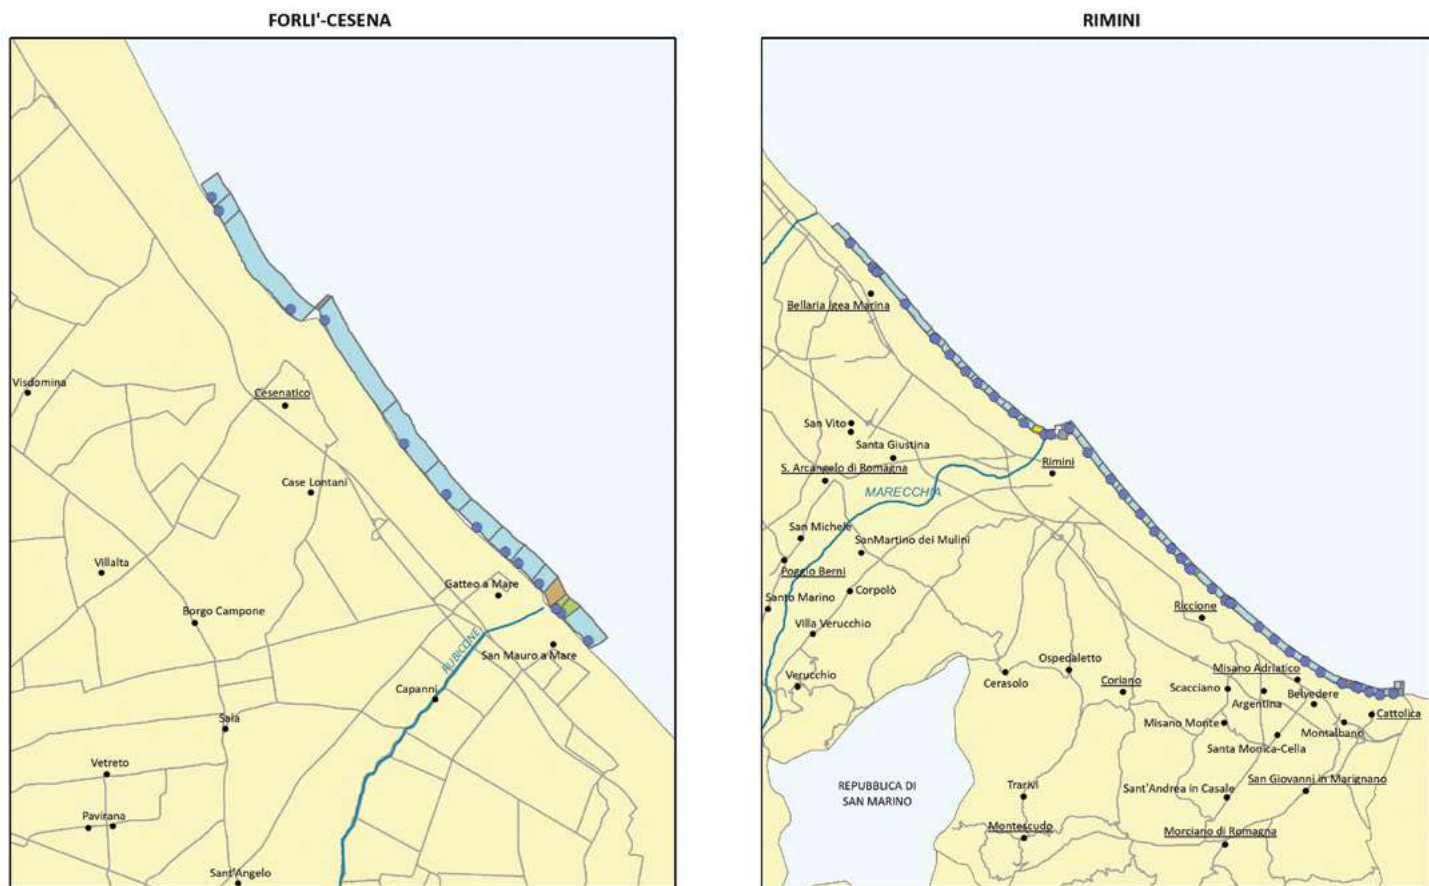 FORLI'-CESENA
Visdomina
Cesenatico
Case Lontani
Villalta
Gatteo a Mare
Borgo Campone
RUBICONE
San Mauro a Mare
Capanni
Sala
Vetreto
Pavirana
Sant'Angelo
RIMINI
Bellaria Igea Marina
San Vito
Santa Giustina
S. Arcangelo di Romagna
Rimini
MARECCHIA
San Michele
SanMartino dei Mulini
Poggio Berni
Santo Marino
Corpolò
Riccione
Villa Verucchio
Ospedaletto
Misano Adriatico
Verucchio
Cerasolo
Coriano
Scacciano
Belvedere
Argentina
Cattolica
Misano Monte
Montalbano
Santa Monica-Cella
REPUBBLICA DI
SAN MARINO
Trarivi
Sant'Andrea in Casale
San Giovanni in Marignano
Montescudo
Morciano di Romagna